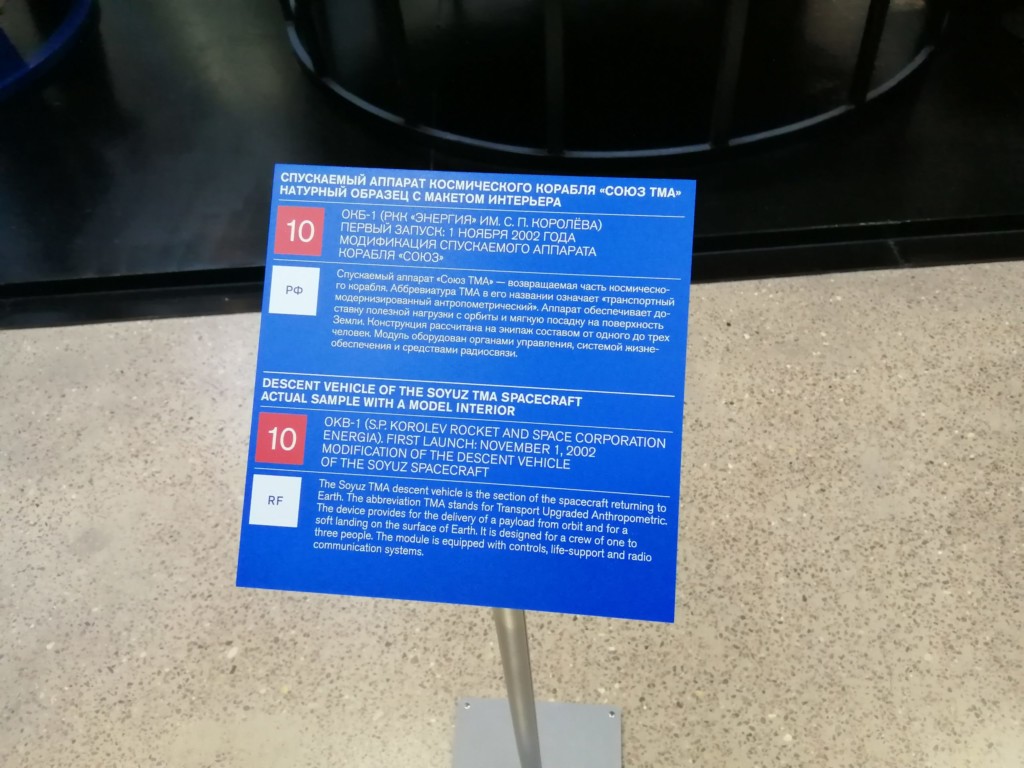 СПУСКАЕМЫЙ АППАРАТ КОСМИЧЕСКОГО КОРАБЛЯ «СОЮЗ ТМА»
НАТУРНЫЙ ОБРАЗЕЦ С МАКЕТОМ ИНТЕРЬЕРА
10
ОКБ-1 (РКК «ЭНЕРГИЯ» ИМ. С. П. КОРОЛЁВА)
ПЕРВЫЙ ЗАПУСК: 1 НОЯБРЯ 2002 ГОДА
МОДИФИКАЦИЯ СПУСКАЕМОГО АППАРАТА
КОРАБЛЯ «СОЮЗ»
РФ
Спускаемый аппарат «Союз ТМА» — возвращаемая часть космическо-
го корабля. Аббревиатура ТМА в его названии означает «транспортный
модернизированный антропометрический». Аппарат обеспечивает до-
ставку полезной нагрузки с орбиты и мягкую посадку на поверхность
Земли. Конструкция рассчитана на экипаж составом от одного до трех
человек. Модуль оборудован органами управления, системой жизне-
обеспечения и средствами радиосвязи.
DESCENT VEHICLE OF THE SOYUZ TMA SPACECRAFT
ACTUAL SAMPLE WITH A MODEL INTERIOR
10
OKB-1 (S.P. KOROLEV ROCKET AND SPACE CORPORATION
ENERGIA). FIRST LAUNCH: NOVEMBER 1, 2002
MODIFICATION OF THE DESCENT VEHICLE
OF THE SOYUZ SPACECRAFT
RF
The Soyuz TMA descent vehicle is the section of the spacecraft returning to
Earth. The abbreviation TMA stands for Transport Upgraded Anthropometric.
The device provides for the delivery of a payload from orbit and for a
soft landing on the surface of Earth. It is designed for a crew of one to
three people. The module is equipped with controls, life-support and radio
communication systems.